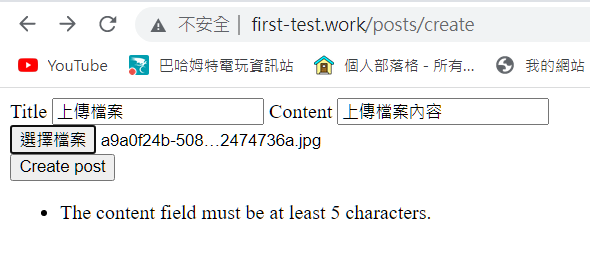 不安全 | first-test.work/posts/create
YouTube 巴哈姆特電玩資訊站 個人部落格 - 所有... 我的網站
Title 上傳檔案 Content 上傳檔案內容
選擇檔案 a9a0f24b-508…2474736a.jpg
Create post
• The content field must be at least 5 characters.